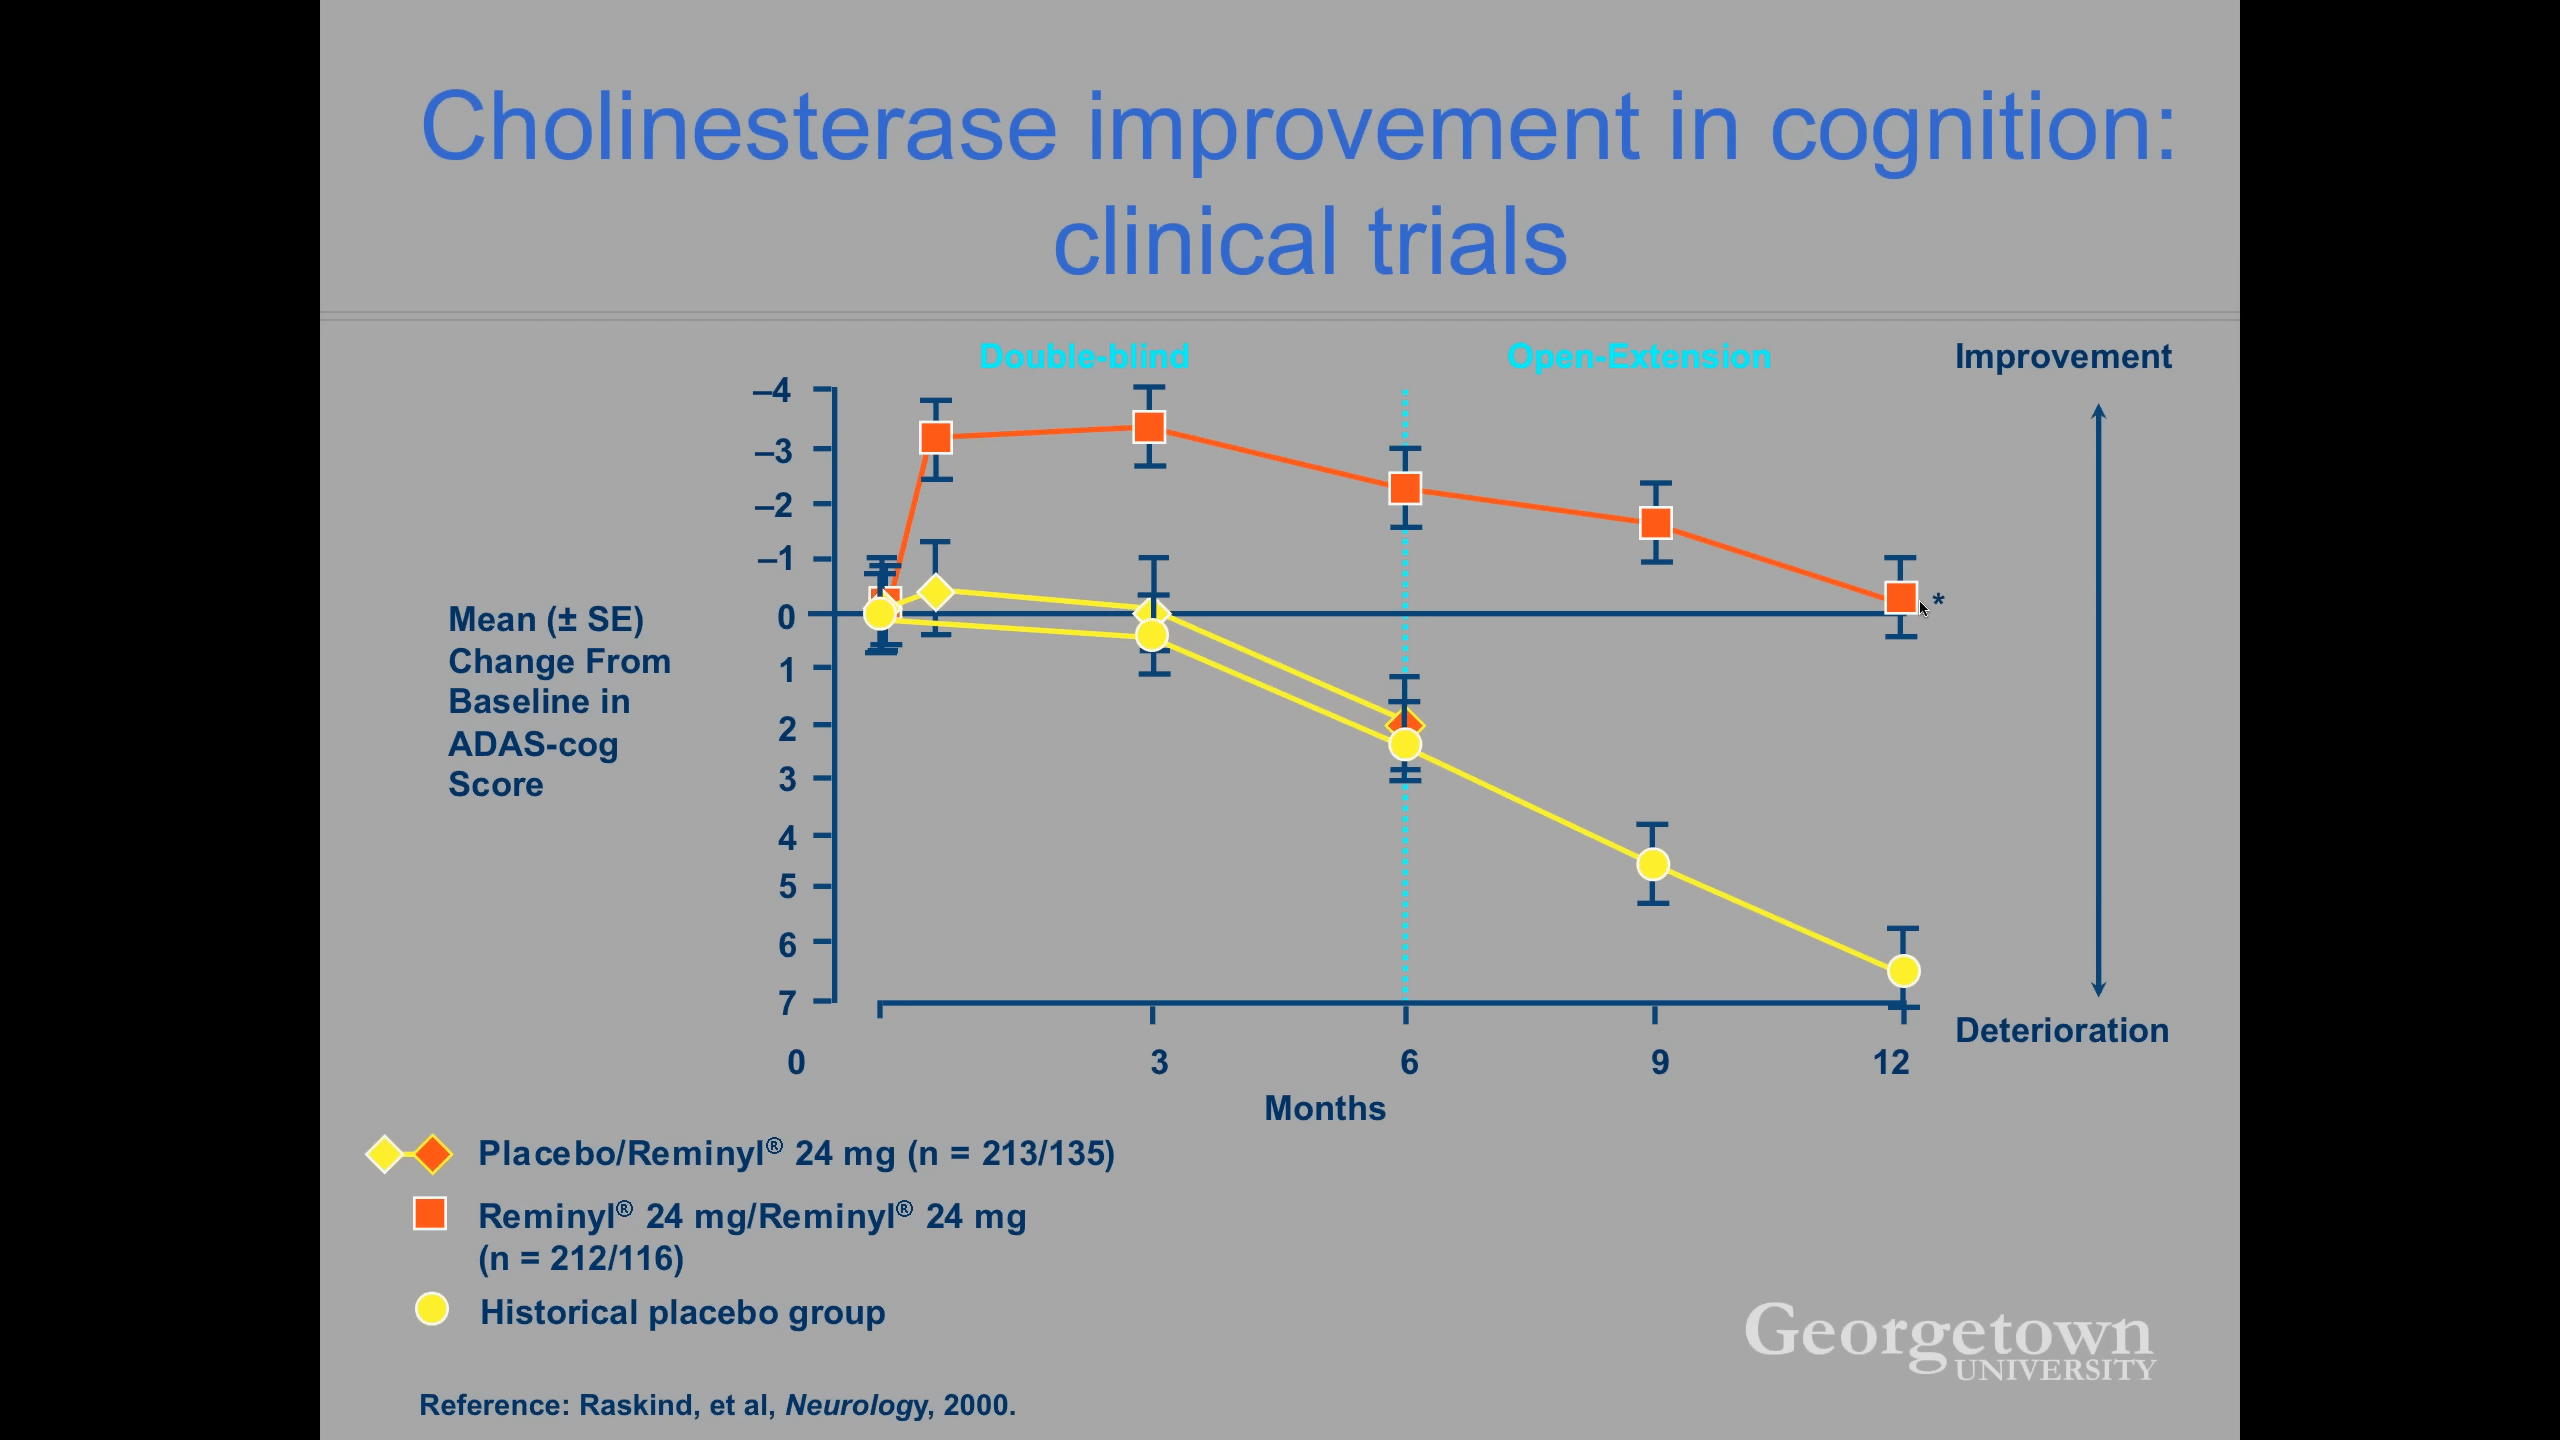 Cholinesterase improvement in cognition:
clinical trials
Double-blind
Open-Extension
Improvement
–4
–3
–2
–1
0
1
2
3
4
5
6
7
Mean (± SE)
Change From
Baseline in
ADAS-cog
Score
*
Deterioration
0
3
6
9
12
Months
Placebo/Reminyl® 24 mg (n = 213/135)
Reminyl® 24 mg/Reminyl® 24 mg
(n = 212/116)
Historical placebo group
Georgetown
UNIVERSITY
Reference: Raskind, et al, Neurology, 2000.